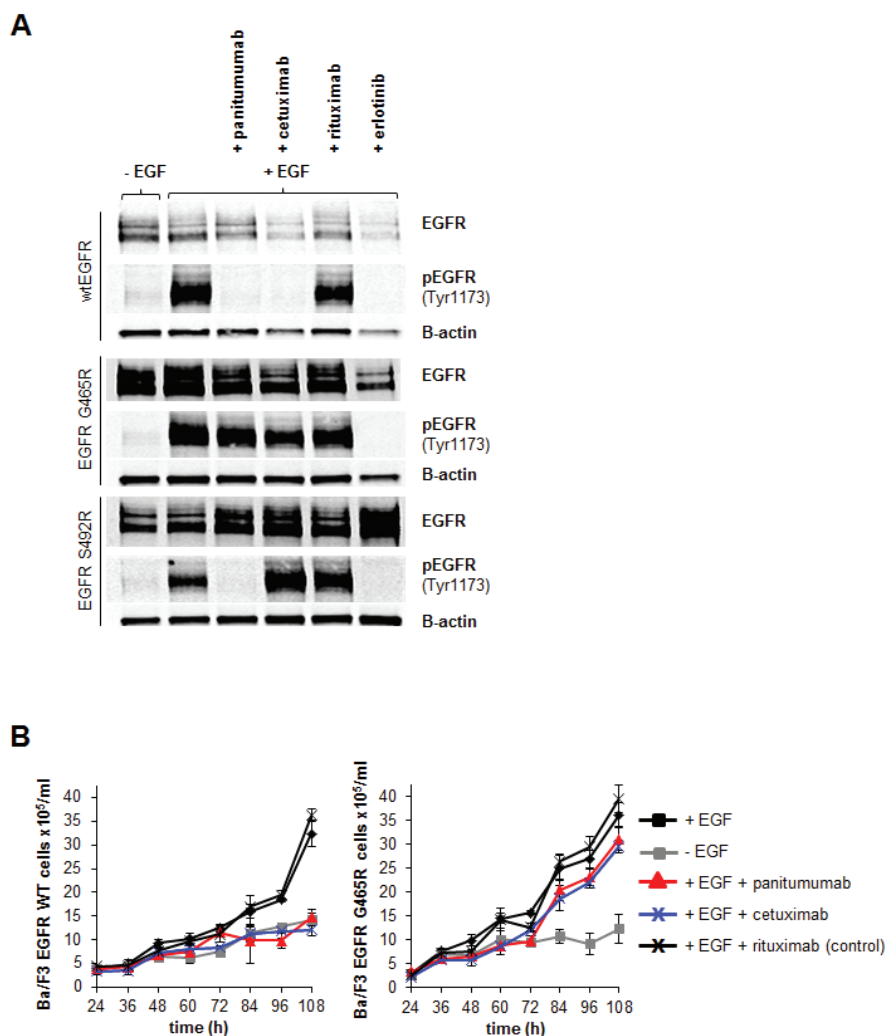 A
+ panitumumab
+ cetuximab
+ rituximab
+ erlotinib
- EGF
+ EGF
wtEGFR
EGFR
pEGFR
(Tyr1173)
B-actin
EGFR G465R
EGFR
pEGFR
(Tyr1173)
B-actin
EGFR S492R
EGFR
pEGFR
(Tyr1173)
B-actin
B
Ba/F3 EGFR WT cells x10⁵/ml
40
35
30
25
20
15
10
5
0
24 36 48 60 72 84 96 108
time (h)
Ba/F3 EGFR G465R cells x10⁵/ml
40
35
30
25
20
15
10
5
0
24 36 48 60 72 84 96 108
time (h)
+ EGF
- EGF
+ EGF + panitumumab
+ EGF + cetuximab
+ EGF + rituximab (control)